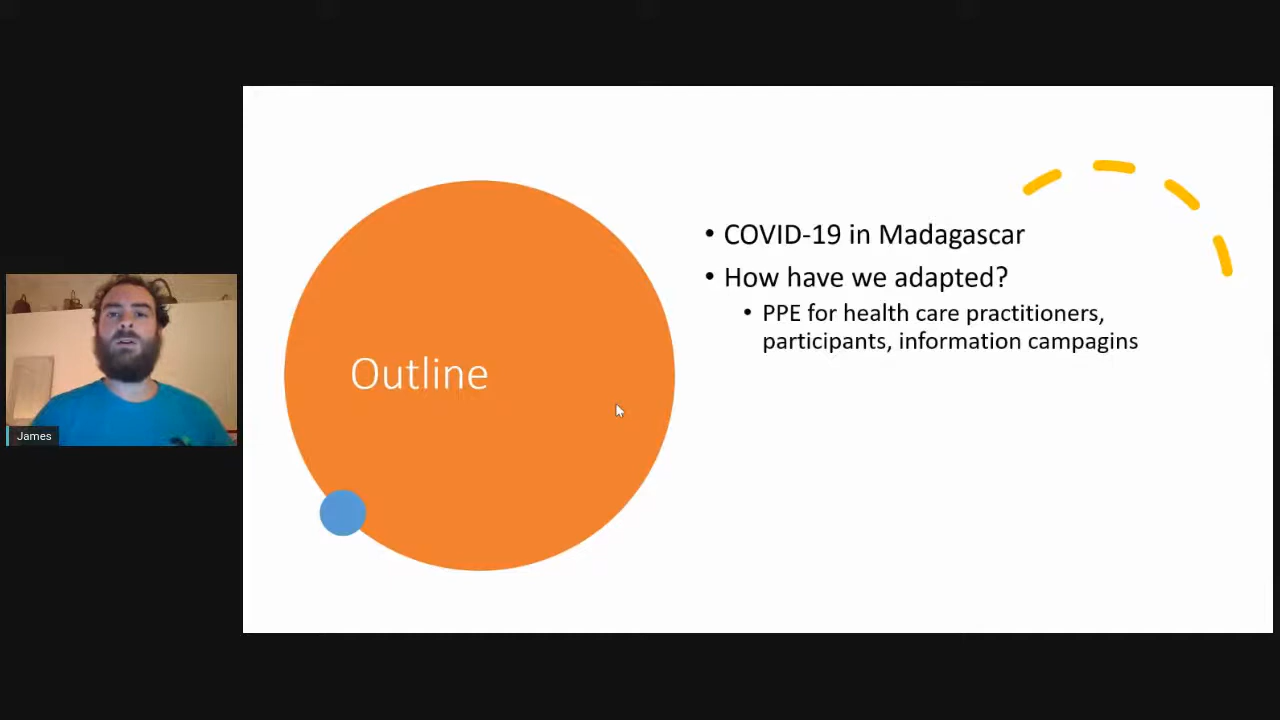 Outline
• COVID-19 in Madagascar
• How have we adapted?
• PPE for health care practitioners,
participants, information campagins
James